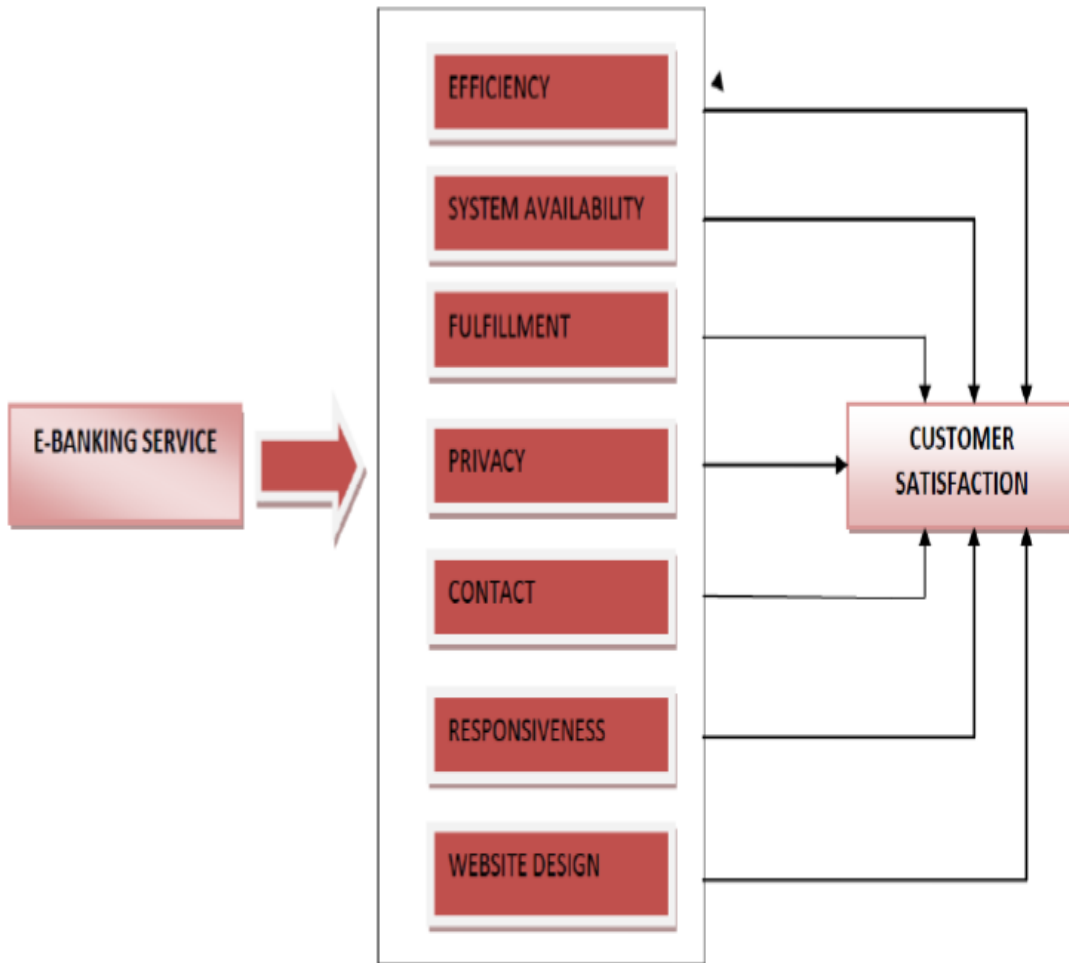 EFFICIENCY
SYSTEM AVAILABILITY
FULFILLMENT
E-BANKING SERVICE
PRIVACY
CUSTOMER
SATISFACTION
CONTACT
RESPONSIVENESS
WEBSITE DESIGN